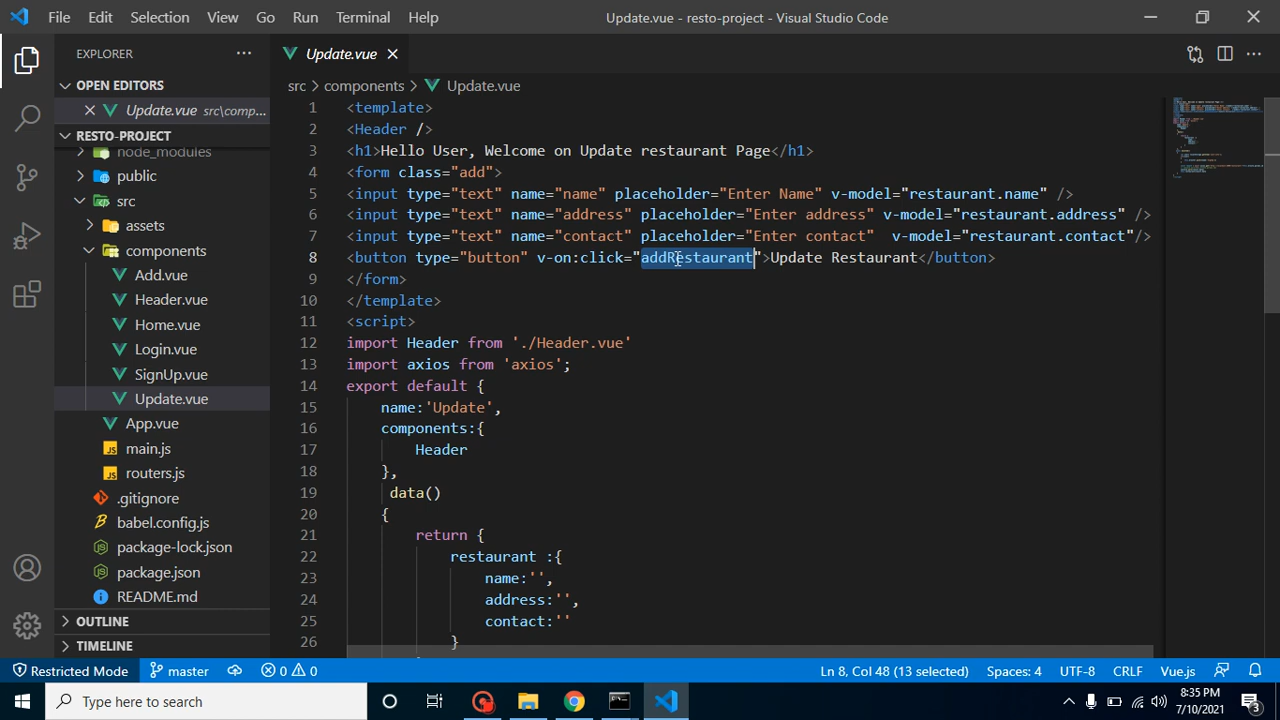 File Edit Selection View Go Run Terminal Help Update.vue - resto-project - Visual Studio Code
EXPLORER
OPEN EDITORS
Update.vue src\comp...
RESTO-PROJECT
node_modules
public
src
assets
components
Add.vue
Header.vue
Home.vue
Login.vue
SignUp.vue
Update.vue
App.vue
main.js
routers.js
.gitignore
babel.config.js
package-lock.json
package.json
README.md
OUTLINE
TIMELINE
Update.vue
src > components > Update.vue
1 <template>
2 <Header />
3 <h1>Hello User, Welcome on Update restaurant Page</h1>
4 <form class="add">
5 <input type="text" name="name" placeholder="Enter Name" v-model="restaurant.name" />
6 <input type="text" name="address" placeholder="Enter address" v-model="restaurant.address" />
7 <input type="text" name="contact" placeholder="Enter contact"  v-model="restaurant.contact"/>
8 <button type="button" v-on:click="addRestaurant">Update Restaurant</button>
9 </form>
10 </template>
11 <script>
12 import Header from './Header.vue'
13 import axios from 'axios';
14 export default {
15 name:'Update',
16 components:{
17 Header
18 },
19 data()
20 {
21 return {
22 restaurant :{
23 name:'',
24 address:'',
25 contact:''
26 }
Restricted Mode master 0 0 Ln 8, Col 48 (13 selected) Spaces: 4 UTF-8 CRLF Vue.js
Type here to search
8:35 PM
7/10/2021
3